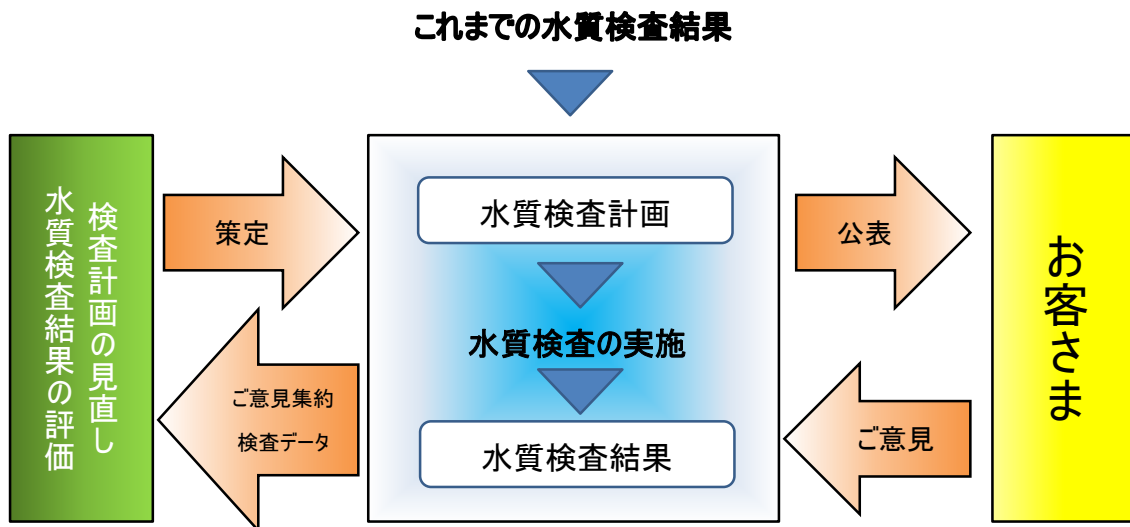 これまでの水質検査結果
検査計画の見直し
水質検査結果の評価
策定
水質検査計画
公表
お客さま
水質検査の実施
ご意見集約
検査データ
水質検査結果
ご意見